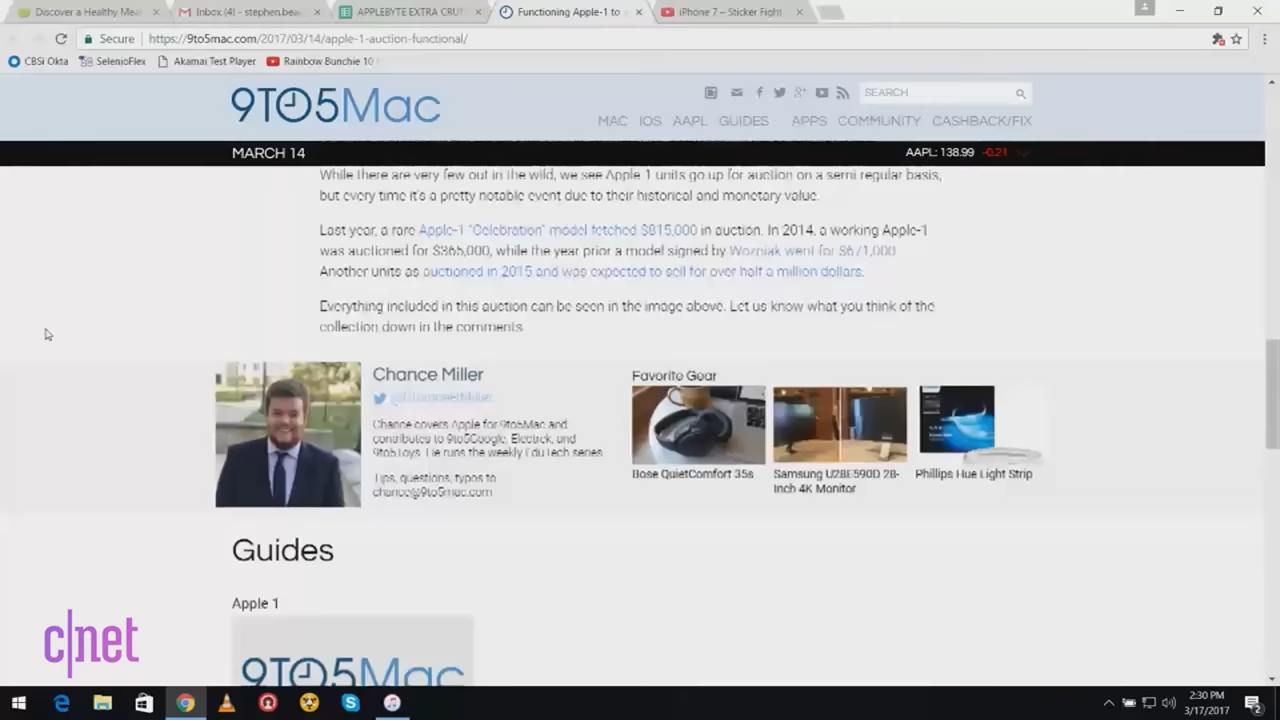 Discover a Healthy Mea
Inbox (4) - stephen.bea
APPLEBYTE EXTRA CRU
Functioning Apple-1 to
iPhone 7 – Sticker Fight
Secure
https://9to5mac.com/2017/03/14/apple-1-auction-functional/
CBSi Okta
SelenioFlex
Akamai Test Player
Rainbow Bunchie 10
9TO5Mac
SEARCH
MAC IOS AAPL GUIDES APPS COMMUNITY CASHBACK/FIX
MARCH 14
AAPL: 138.99 -0.21
While there are very few out in the wild, we see Apple 1 units go up for auction on a semi regular basis,
but every time it's a pretty notable event due to their historical and monetary value.
Last year, a rare Apple-1 "Celebration" model fetched $815,000 in auction. In 2014, a working Apple-1
was auctioned for $365,000, while the year prior a model signed by Wozniak went for $671,000
Another units as auctioned in 2015 and was expected to sell for over half a million dollars.
Everything included in this auction can be seen in the image above. Let us know what you think of the
collection down in the comments
Chance Miller
Chance covers Apple for 9to5Mac and
contributes to 9to5Google, Electrek, and
9to5Toys. He runs the weekly EduTech series
Tips, questions, typos to
chance@9to5mac.com
Favorite Gear
Bose QuietComfort 35s
Samsung U28E590D 28-
Inch 4K Monitor
Phillips Hue Light Strip
Guides
Apple 1
9TO5Mac
c|net
2:30 PM
3/17/2017
2